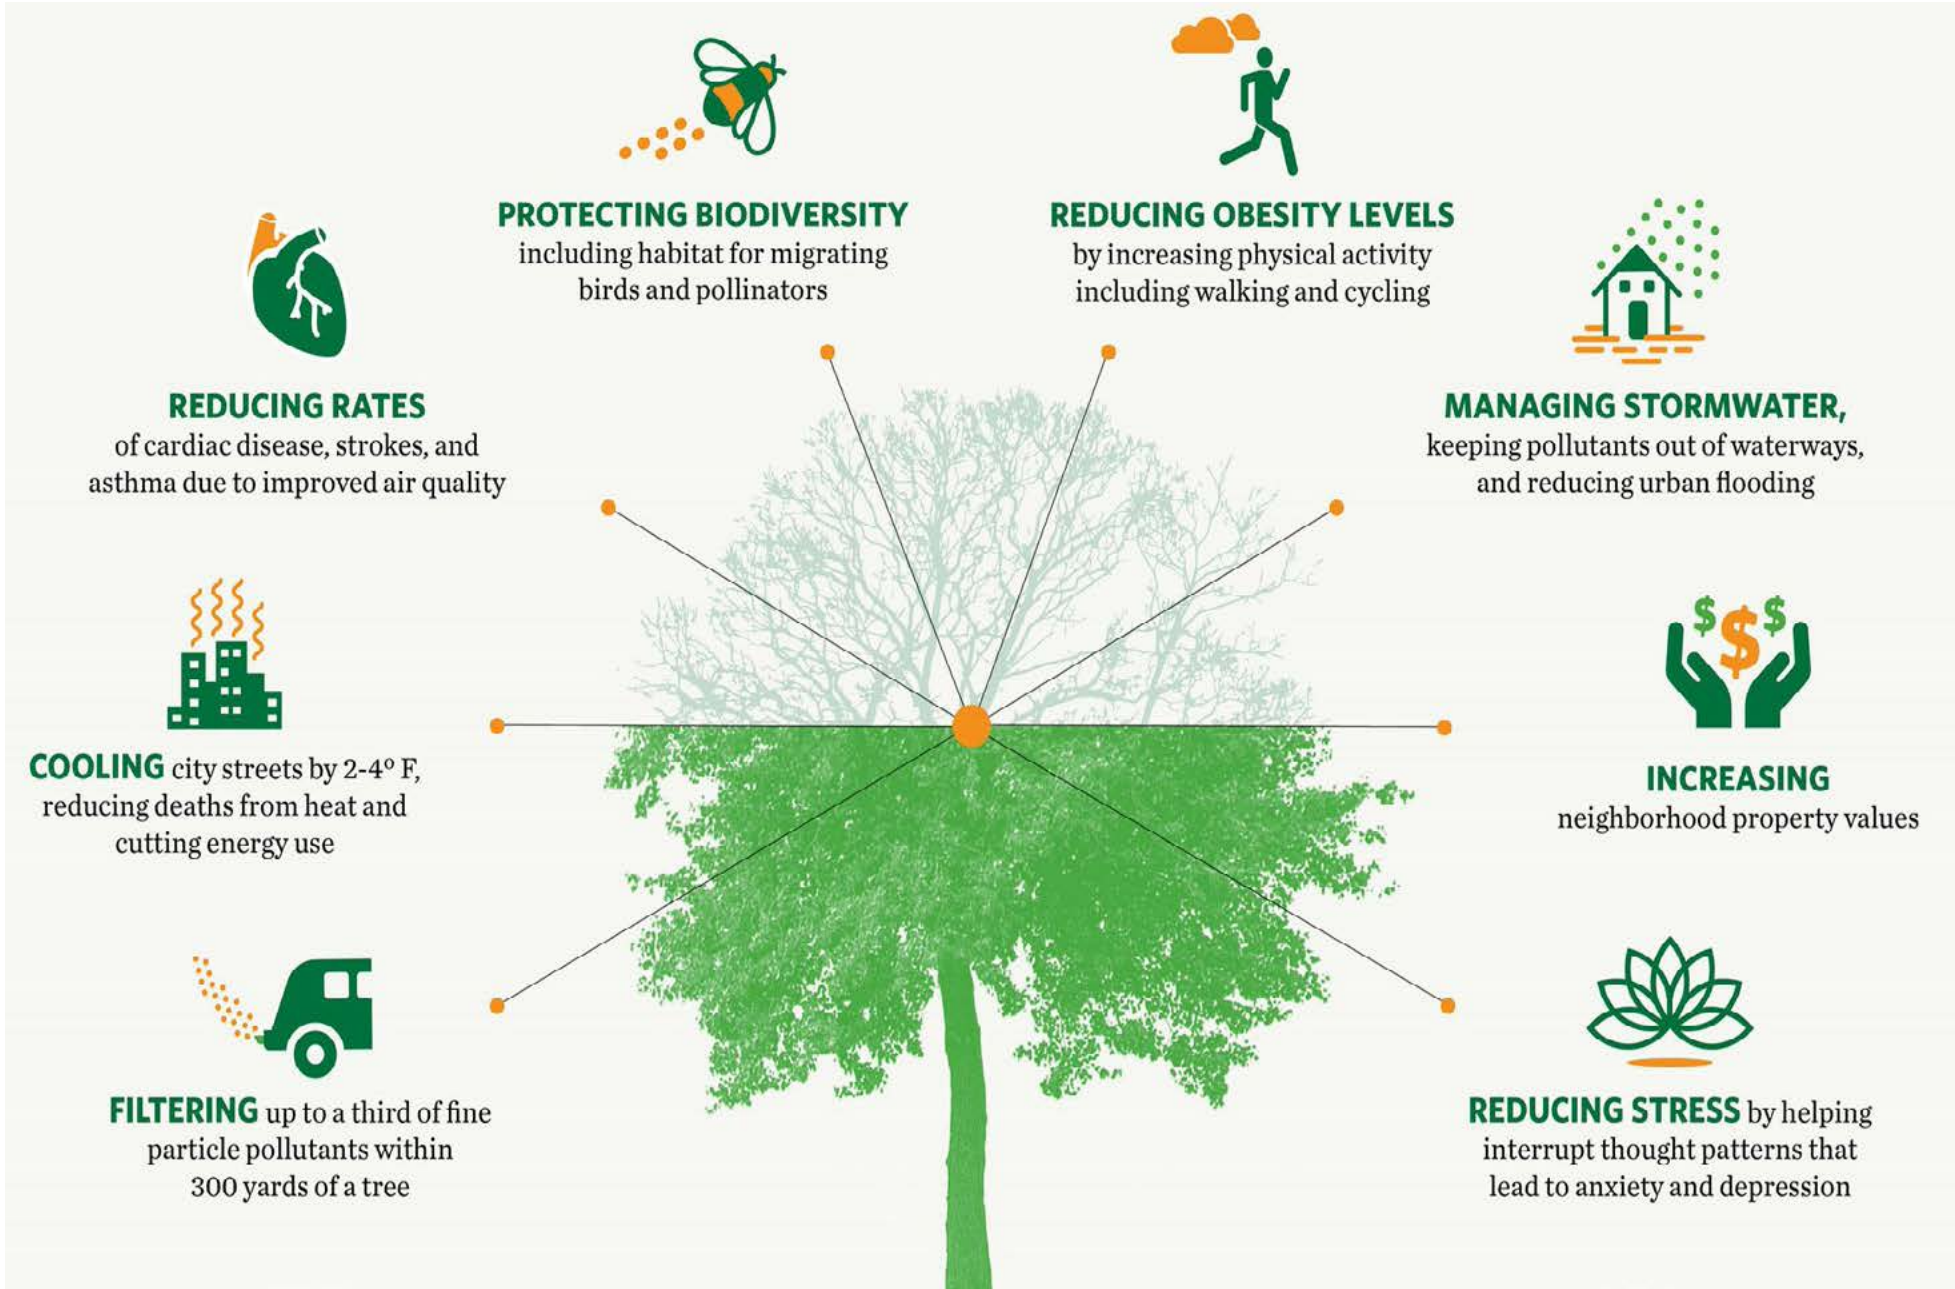 PROTECTING BIODIVERSITY
including habitat for migrating
birds and pollinators
REDUCING OBESITY LEVELS
by increasing physical activity
including walking and cycling
REDUCING RATES
of cardiac disease, strokes, and
asthma due to improved air quality
MANAGING STORMWATER,
keeping pollutants out of waterways,
and reducing urban flooding
COOLING city streets by 2-4º F,
reducing deaths from heat and
cutting energy use
$ $ $
INCREASING
neighborhood property values
FILTERING up to a third of fine
particle pollutants within
300 yards of a tree
REDUCING STRESS by helping
interrupt thought patterns that
lead to anxiety and depression